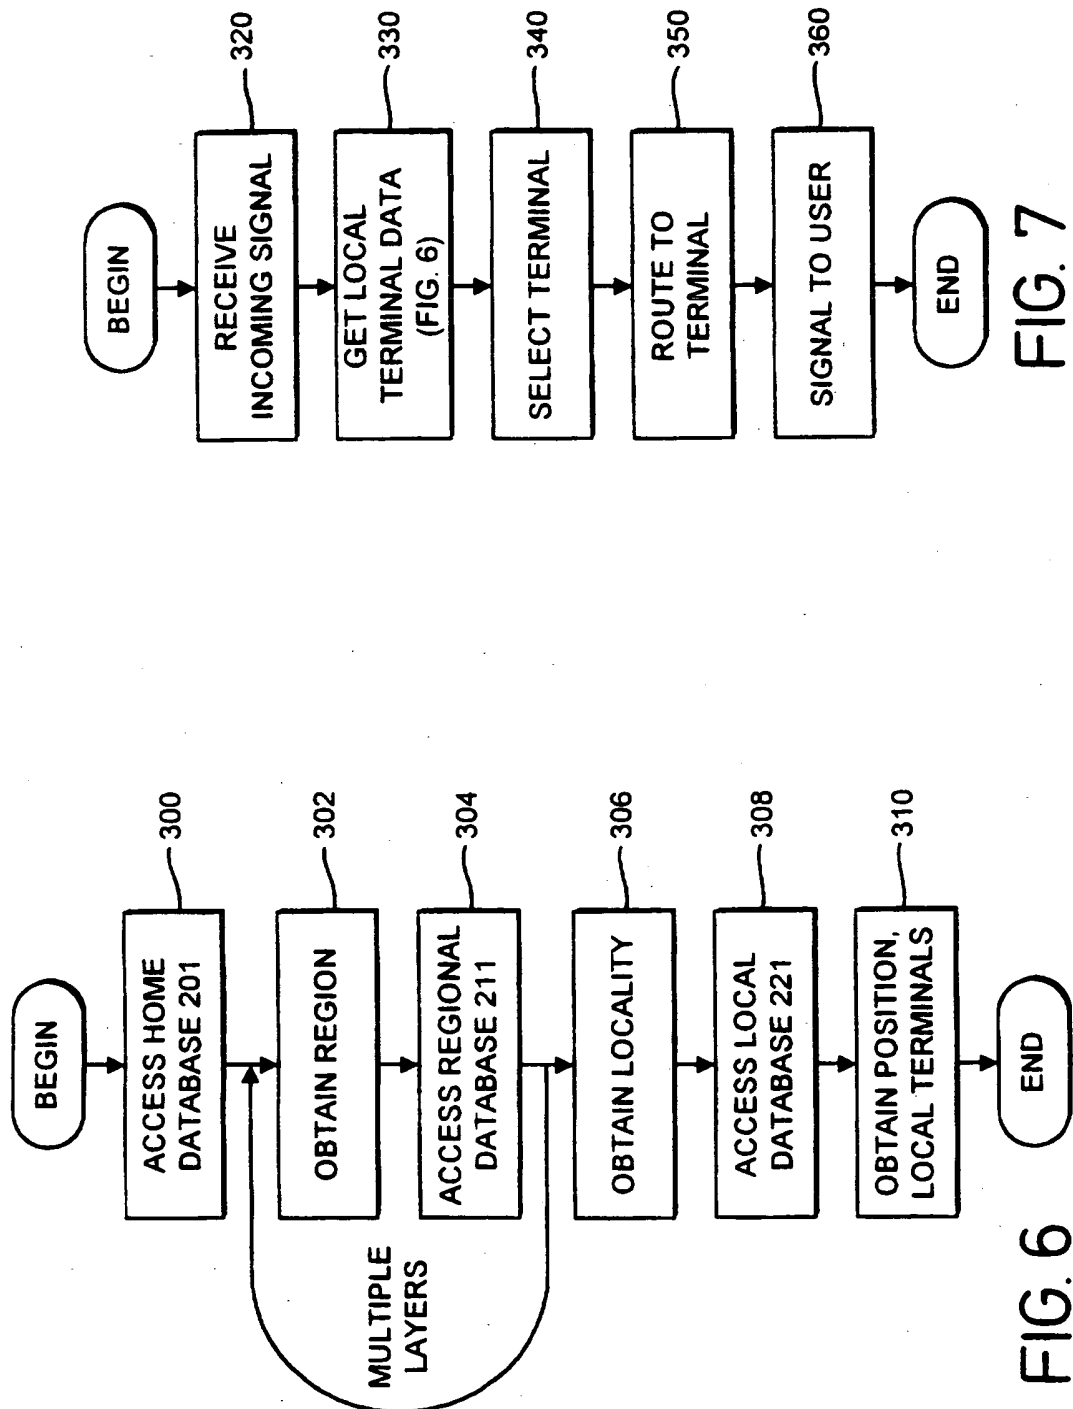 BEGIN
ACCESS HOME
DATABASE 201
300
OBTAIN REGION
302
ACCESS REGIONAL
DATABASE 211
304
MULTIPLE
LAYERS
OBTAIN LOCALITY
306
ACCESS LOCAL
DATABASE 221
308
OBTAIN POSITION,
LOCAL TERMINALS
310
END
FIG. 6
BEGIN
RECEIVE
INCOMING SIGNAL
320
GET LOCAL
TERMINAL DATA
(FIG. 6)
330
SELECT TERMINAL
340
ROUTE TO
TERMINAL
350
SIGNAL TO USER
360
END
FIG. 7